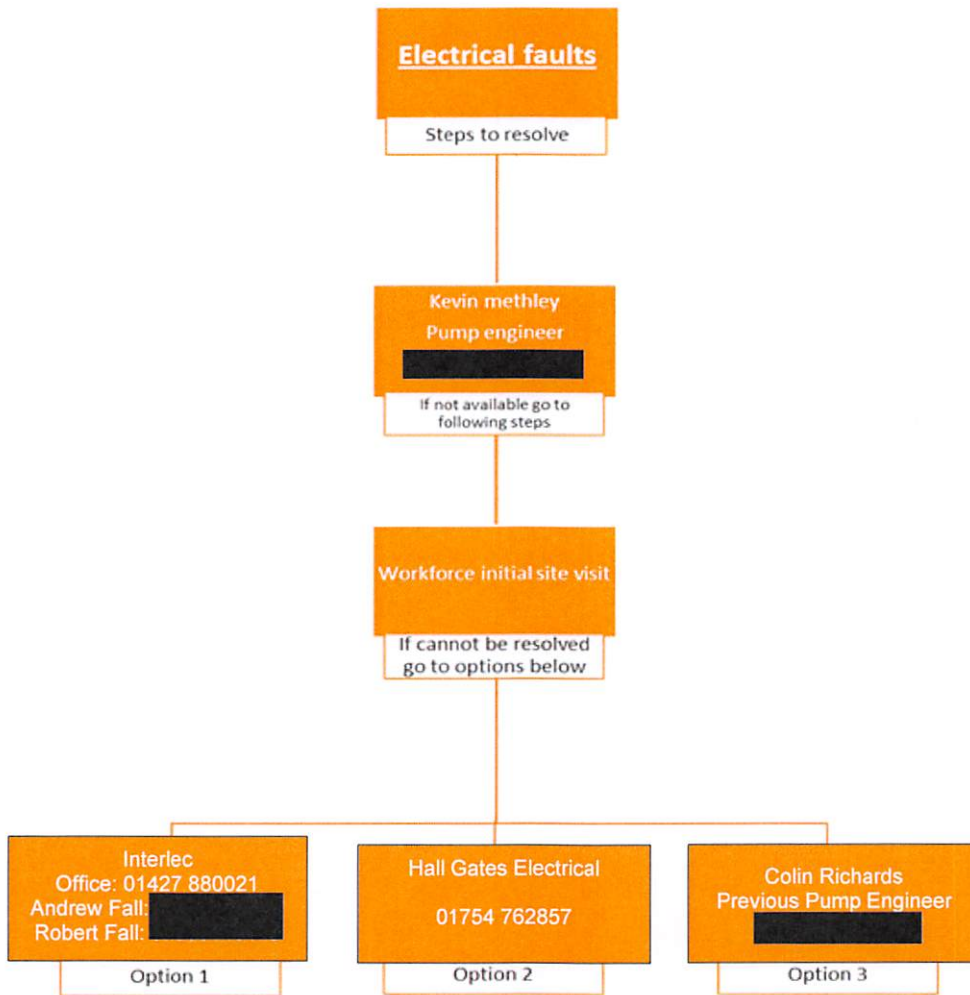 Electrical faults
Steps to resolve
Kevin methley
Pump engineer
If not available go to
following steps
Workforce initial site visit
If cannot be resolved
go to options below
Interlec
Office: 01427 880021
Andrew Fall:
Robert Fall:
Option 1
Hall Gates Electrical
01754 762857
Option 2
Colin Richards
Previous Pump Engineer
Option 3